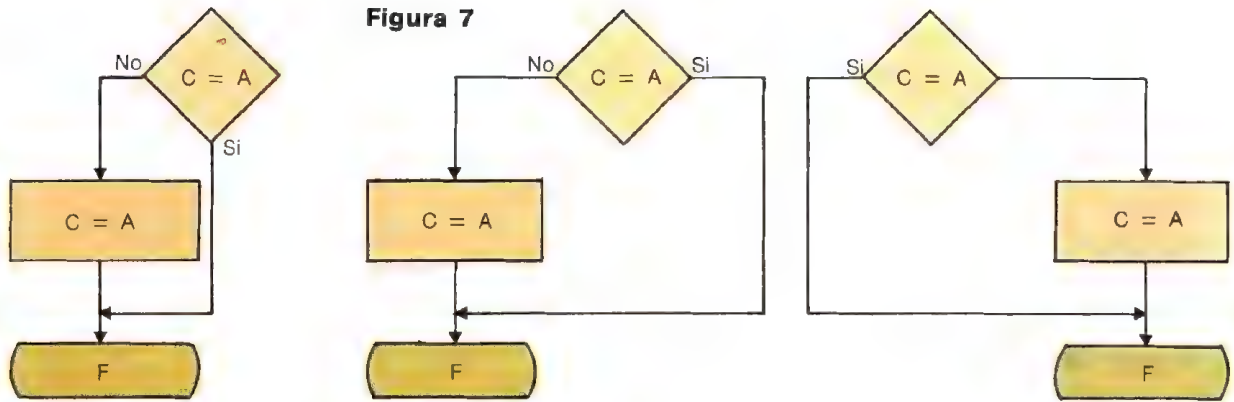 Figura 7
No
C = A
Si
C = A
F
No
C = A
Si
C = A
F
Si
C = A
C = A
F